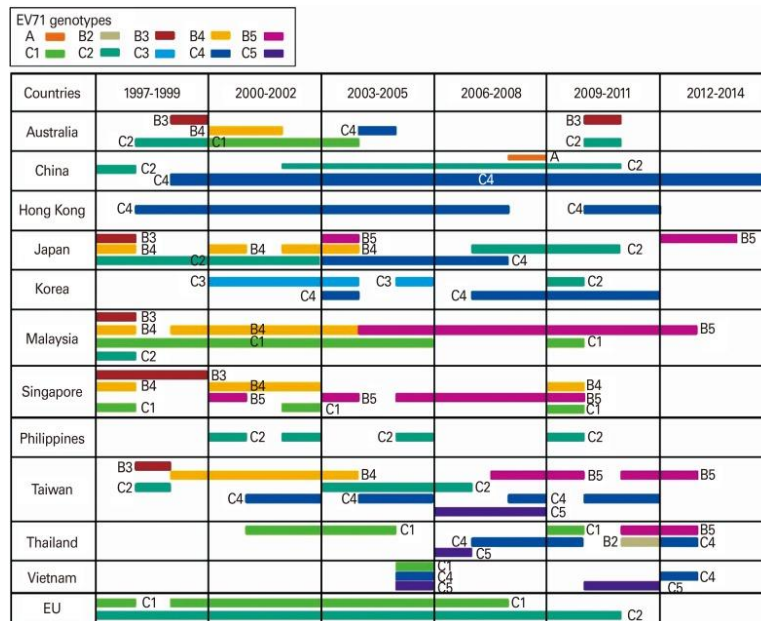 EV71 genotypes
A B2 B3 B4 B5
C1 C2 C3 C4 C5
Countries 1997-1999 2000-2002 2003-2005 2006-2008 2009-2011 2012-2014
B3 B3
Australia B4 C4
C2 C1 C2
A
China C2 C2
C4 C4
Hong Kong C4 C4
B3 B5 B5
Japan B4 B4 B4 C2
C2 C4
C3 C3 C2
Korea
C4 C4
B3
Malaysia B4 B4 B5
C1 C1
C2
B3
Singapore B4 B4 B4
B5 B5 B5
C1 C1 C1
Philippines C2 C2 C2
B3
B4 B5 B5
Taiwan C2 C2
C4 C4 C4
C5
C1 C1 B5
Thailand C4 B2 C4
C5
C1
Vietnam C4 C4
C5 C5
C1 C1
EU
C2